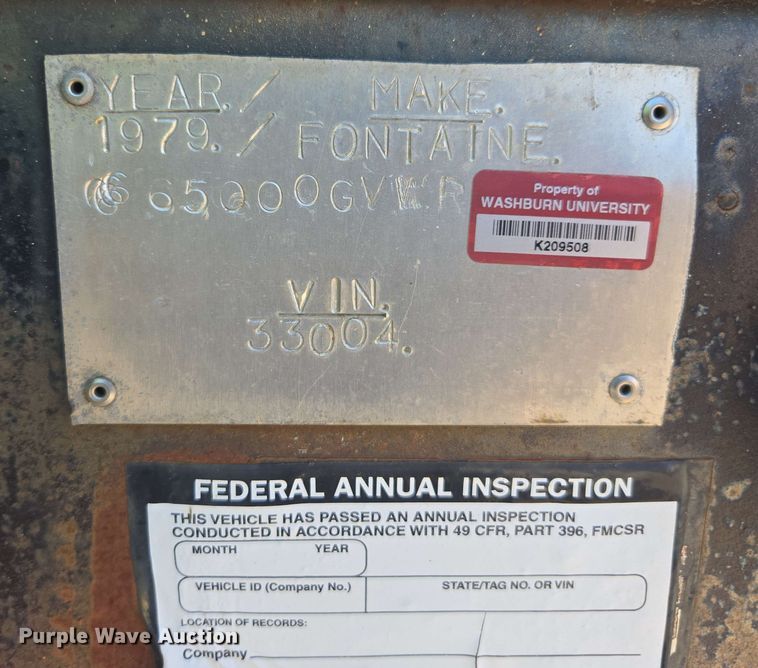 YEAR. / MAKE.
1979. / FONTAINE.
65000GVWR
Property of
WASHBURN UNIVERSITY
K209508
VIN.
33004.
FEDERAL ANNUAL INSPECTION
THIS VEHICLE HAS PASSED AN ANNUAL INSPECTION
CONDUCTED IN ACCORDANCE WITH 49 CFR, PART 396, FMCSR
MONTH YEAR
VEHICLE ID (Company No.) STATE/TAG NO. OR VIN
LOCATION OF RECORDS:
Company
Purple Wave Auction